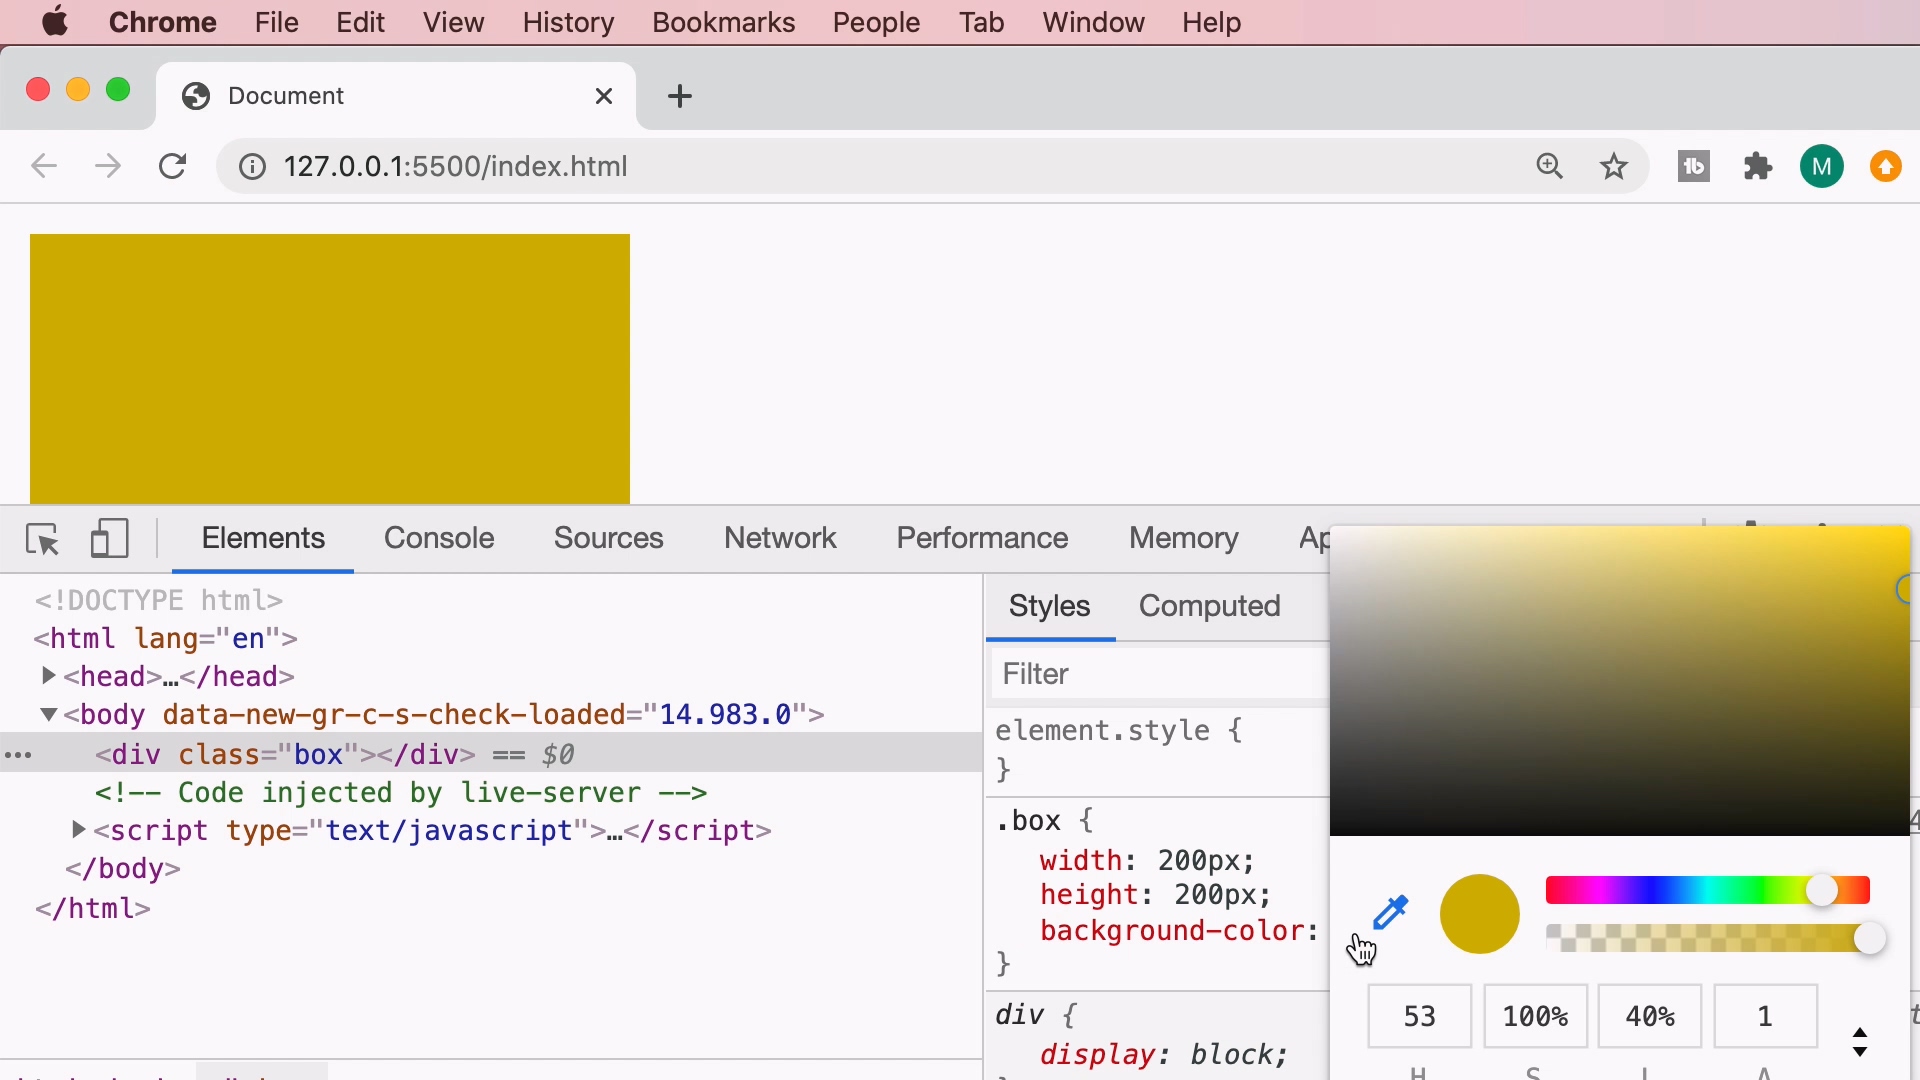 Chrome File Edit View History Bookmarks People Tab Window Help
Document
127.0.0.1:5500/index.html
M
Elements Console Sources Network Performance Memory Ap
<!DOCTYPE html>
<html lang="en">
<head>…</head>
<body data-new-gr-c-s-check-loaded="14.983.0">
<div class="box"></div> == $0
<!-- Code injected by live-server -->
<script type="text/javascript">…</script>
</body>
</html>
Styles Computed
Filter
element.style {
}
.box {
width: 200px;
height: 200px;
background-color:
}
div {
display: block;
53 100% 40% 1
H S L A